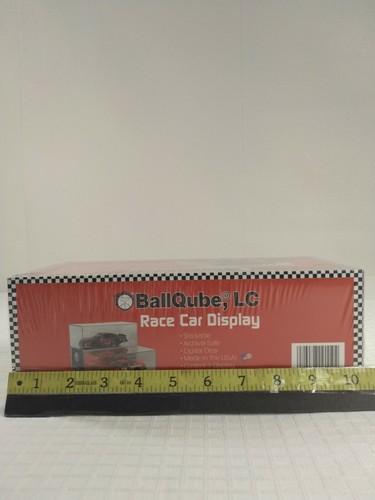 BallQube, LC
Race Car Display
• Stackable
• Archival Safe
• Crystal Clear
• Made In The USA!
1 2 3 4 5 6 7 8 9 10